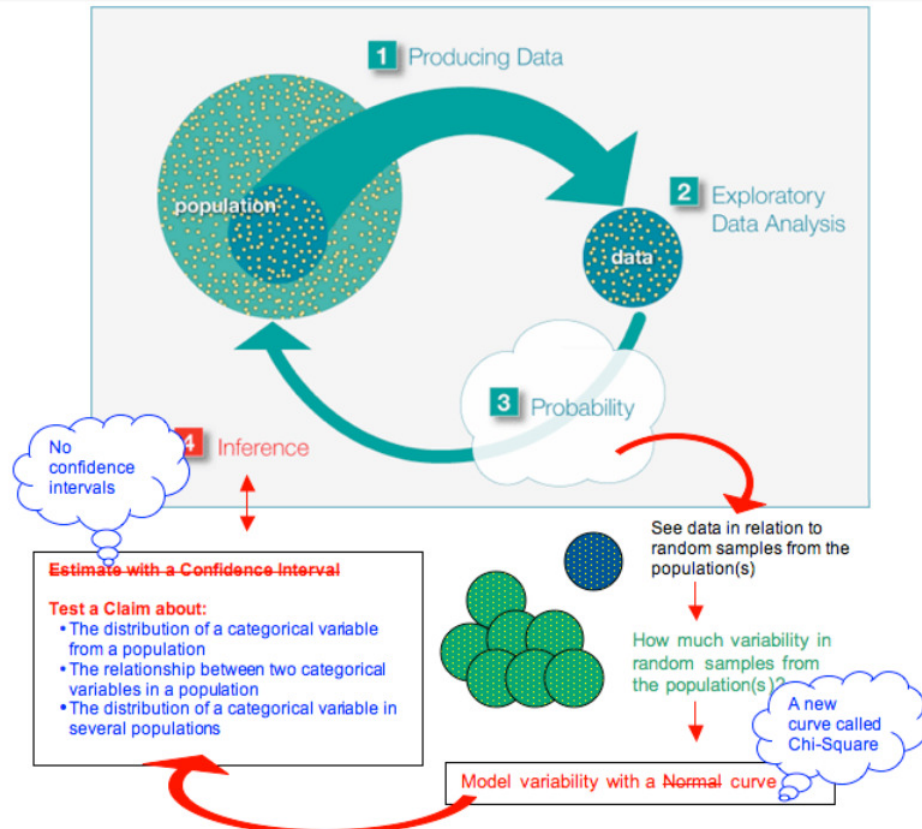 1 Producing Data
population
2 Exploratory
Data Analysis
data
3 Probability
4 Inference
No
confidence
intervals
See data in relation to
random samples from the
population(s)
Estimate with a Confidence Interval
Test a Claim about:
• The distribution of a categorical variable
from a population
• The relationship between two categorical
variables in a population
• The distribution of a categorical variable in
several populations
How much variability in
random samples from
the population(s)?
A new
curve called
Chi-Square
Model variability with a Normal curve